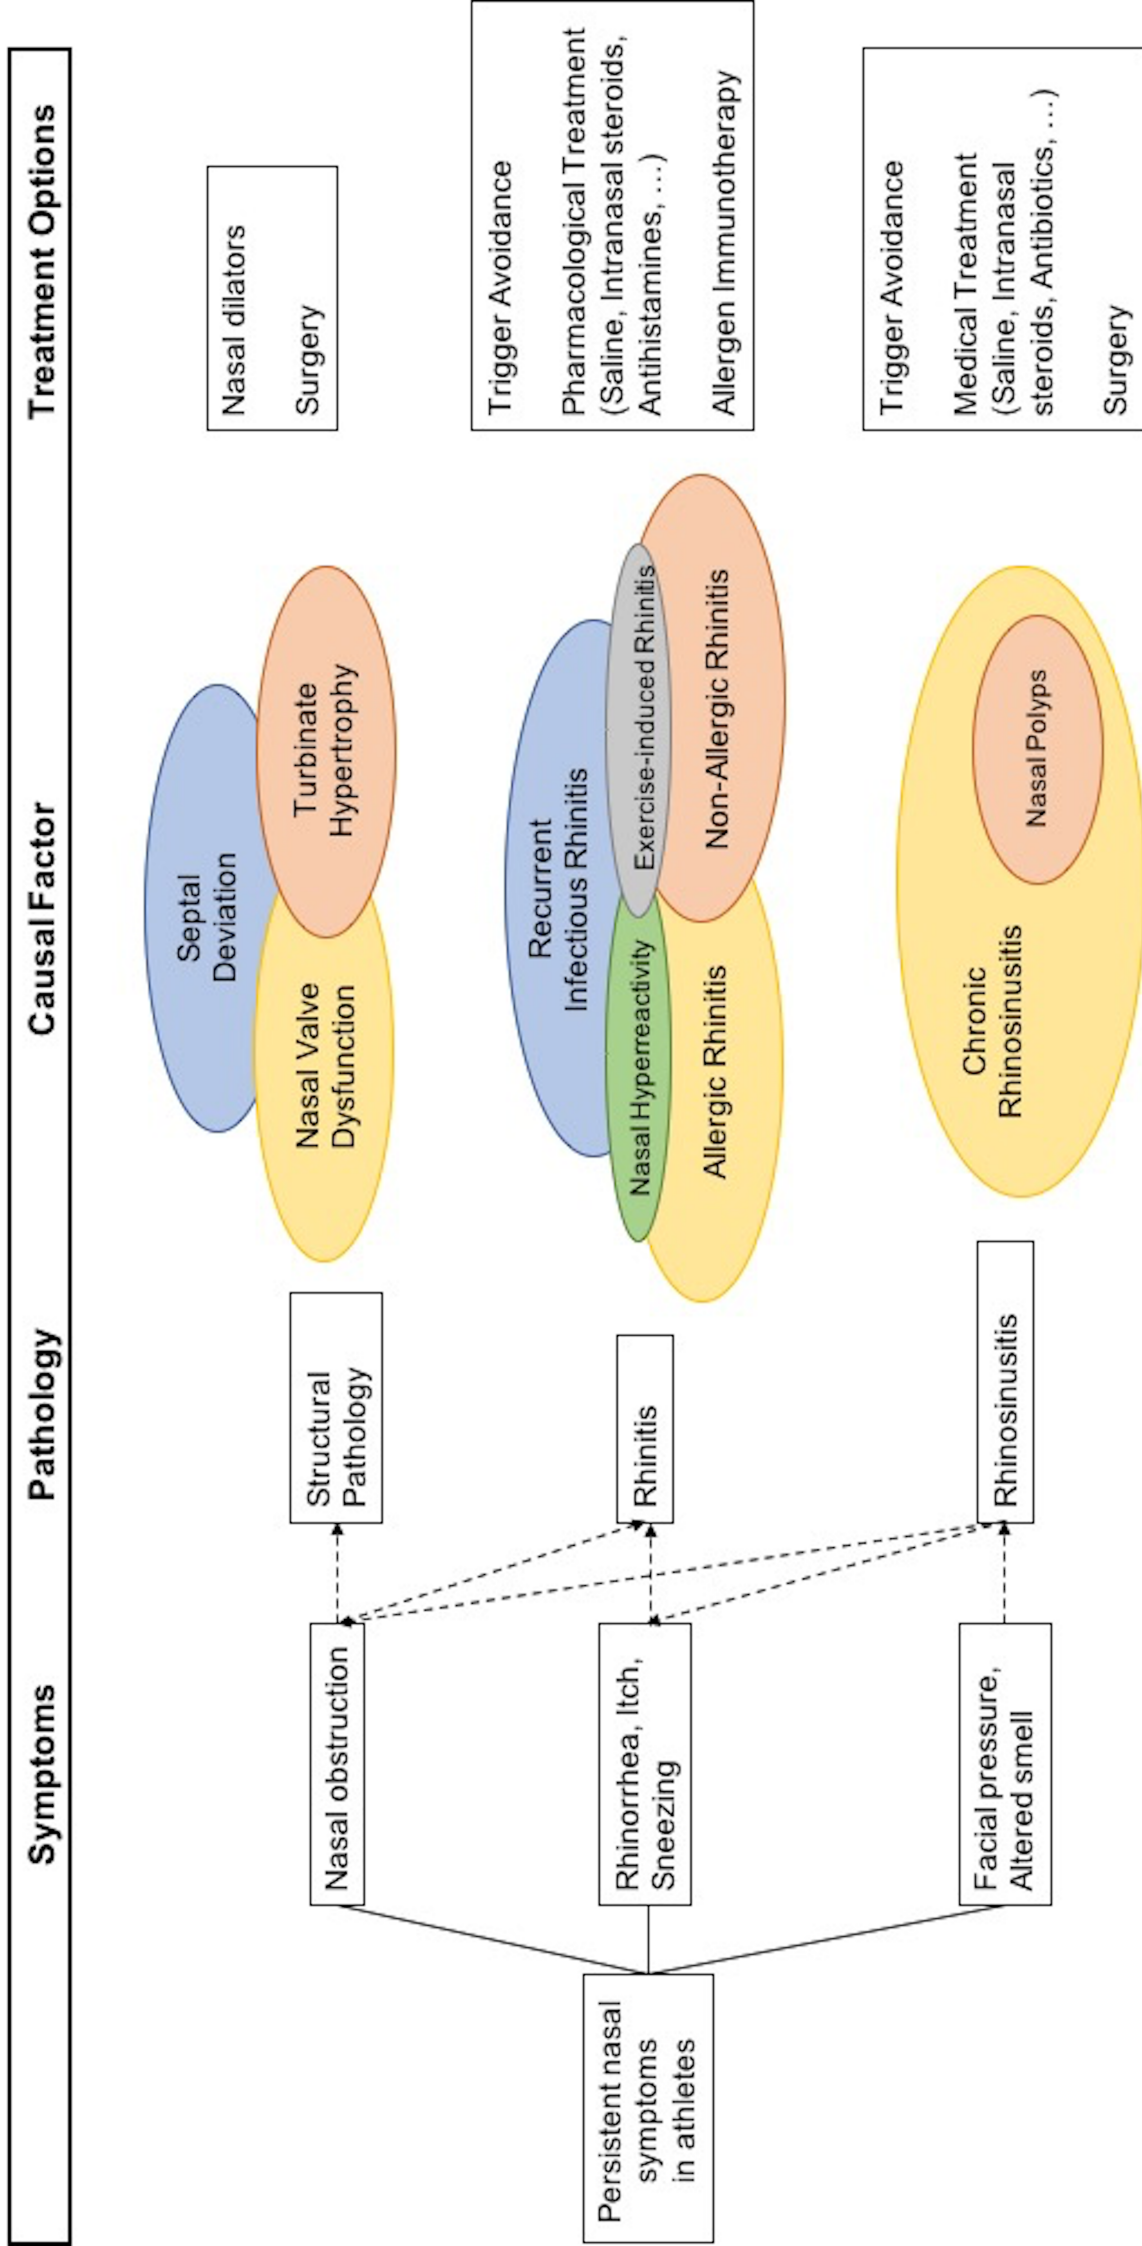 Symptoms Pathology Causal Factor Treatment Options
Persistent nasal
symptoms
in athletes
Nasal obstruction
Structural
Pathology
Septal
Deviation
Nasal Valve
Dysfunction
Turbinate
Hypertrophy
Nasal dilators
Surgery
Rhinorrhea, Itch,
Sneezing
Rhinitis
Recurrent
Infectious Rhinitis
Nasal Hyperreactivity
Exercise-induced Rhinitis
Allergic Rhinitis
Non-Allergic Rhinitis
Trigger Avoidance
Pharmacological Treatment
(Saline, Intranasal steroids,
Antihistamines, …)
Allergen Immunotherapy
Facial pressure,
Altered smell
Rhinosinusitis
Chronic
Rhinosinusitis
Nasal Polyps
Trigger Avoidance
Medical Treatment
(Saline, Intranasal
steroids, Antibiotics, …)
Surgery